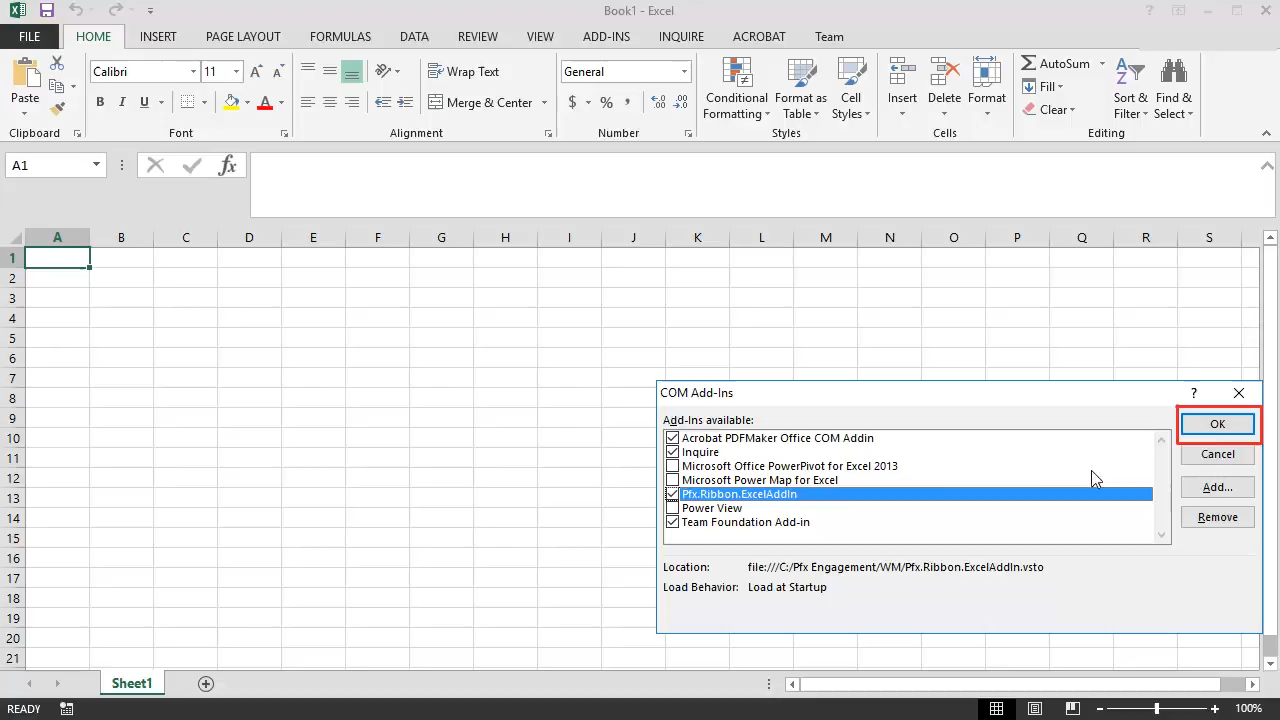 Book1 - Excel
FILE HOME INSERT PAGE LAYOUT FORMULAS DATA REVIEW VIEW ADD-INS INQUIRE ACROBAT Team
Paste
Calibri 11
B I U A
Wrap Text
Merge & Center
General
$ % ,
Conditional Formatting
Format as Table
Cell Styles
Insert
Delete
Format
AutoSum
Fill
Clear
Sort & Filter
Find & Select
Clipboard Font Alignment Number Styles Cells Editing
A1 fx
A B C D E F G H I J K L M N O P Q R S
1
2
3
4
5
6
7
8
9
10
11
12
13
14
15
16
17
18
19
20
21
COM Add-Ins ?
Add-Ins available:
Acrobat PDFMaker Office COM Addin
Inquire
Microsoft Office PowerPivot for Excel 2013
Microsoft Power Map for Excel
Pfx.Ribbon.ExcelAddIn
Power View
Team Foundation Add-in
OK
Cancel
Add...
Remove
Location: file:///C:/Pfx Engagement/WM/Pfx.Ribbon.ExcelAddIn.vsto
Load Behavior: Load at Startup
Sheet1
READY 100%